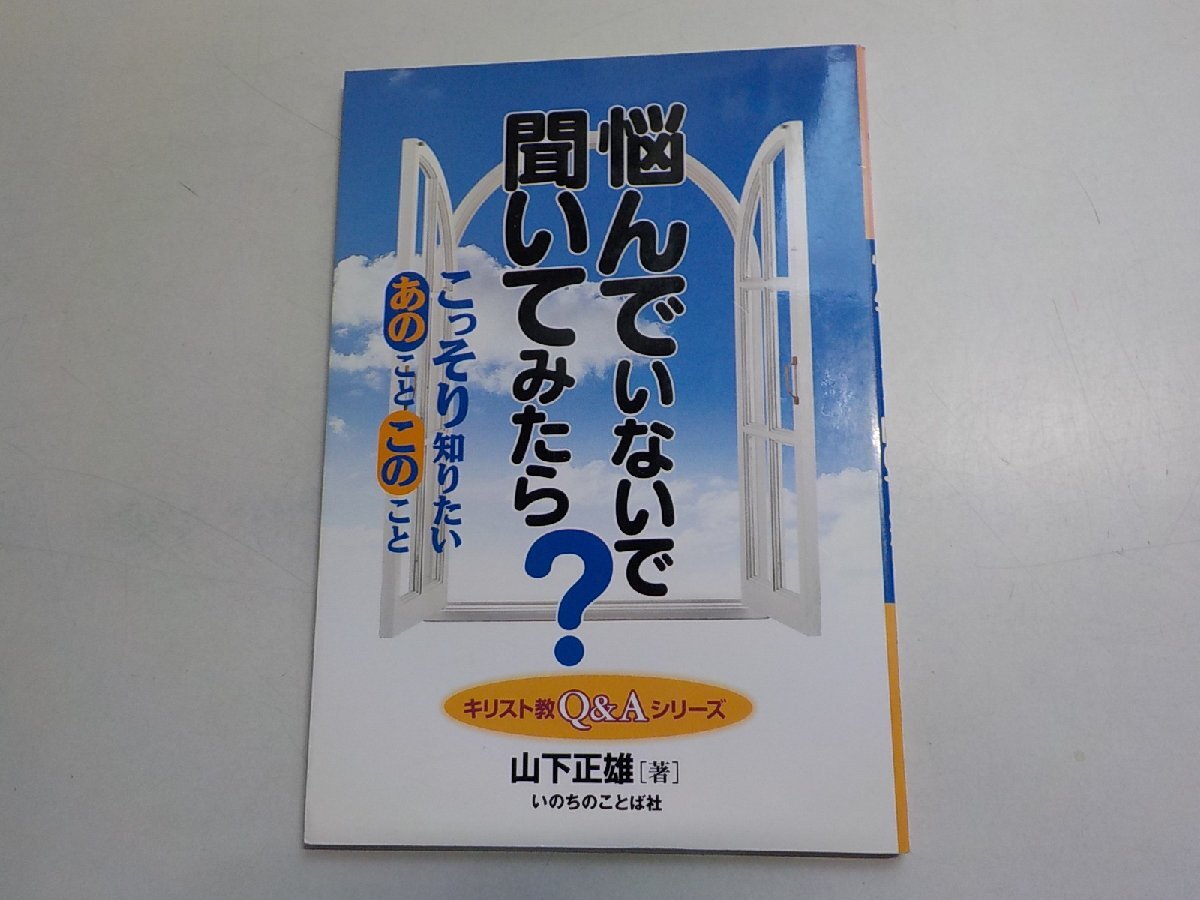 悩んでいないで
聞いてみたら?
こっそり知りたい
あのこと このこと
キリスト教Q&Aシリーズ
山下正雄[著]
いのちのことば社